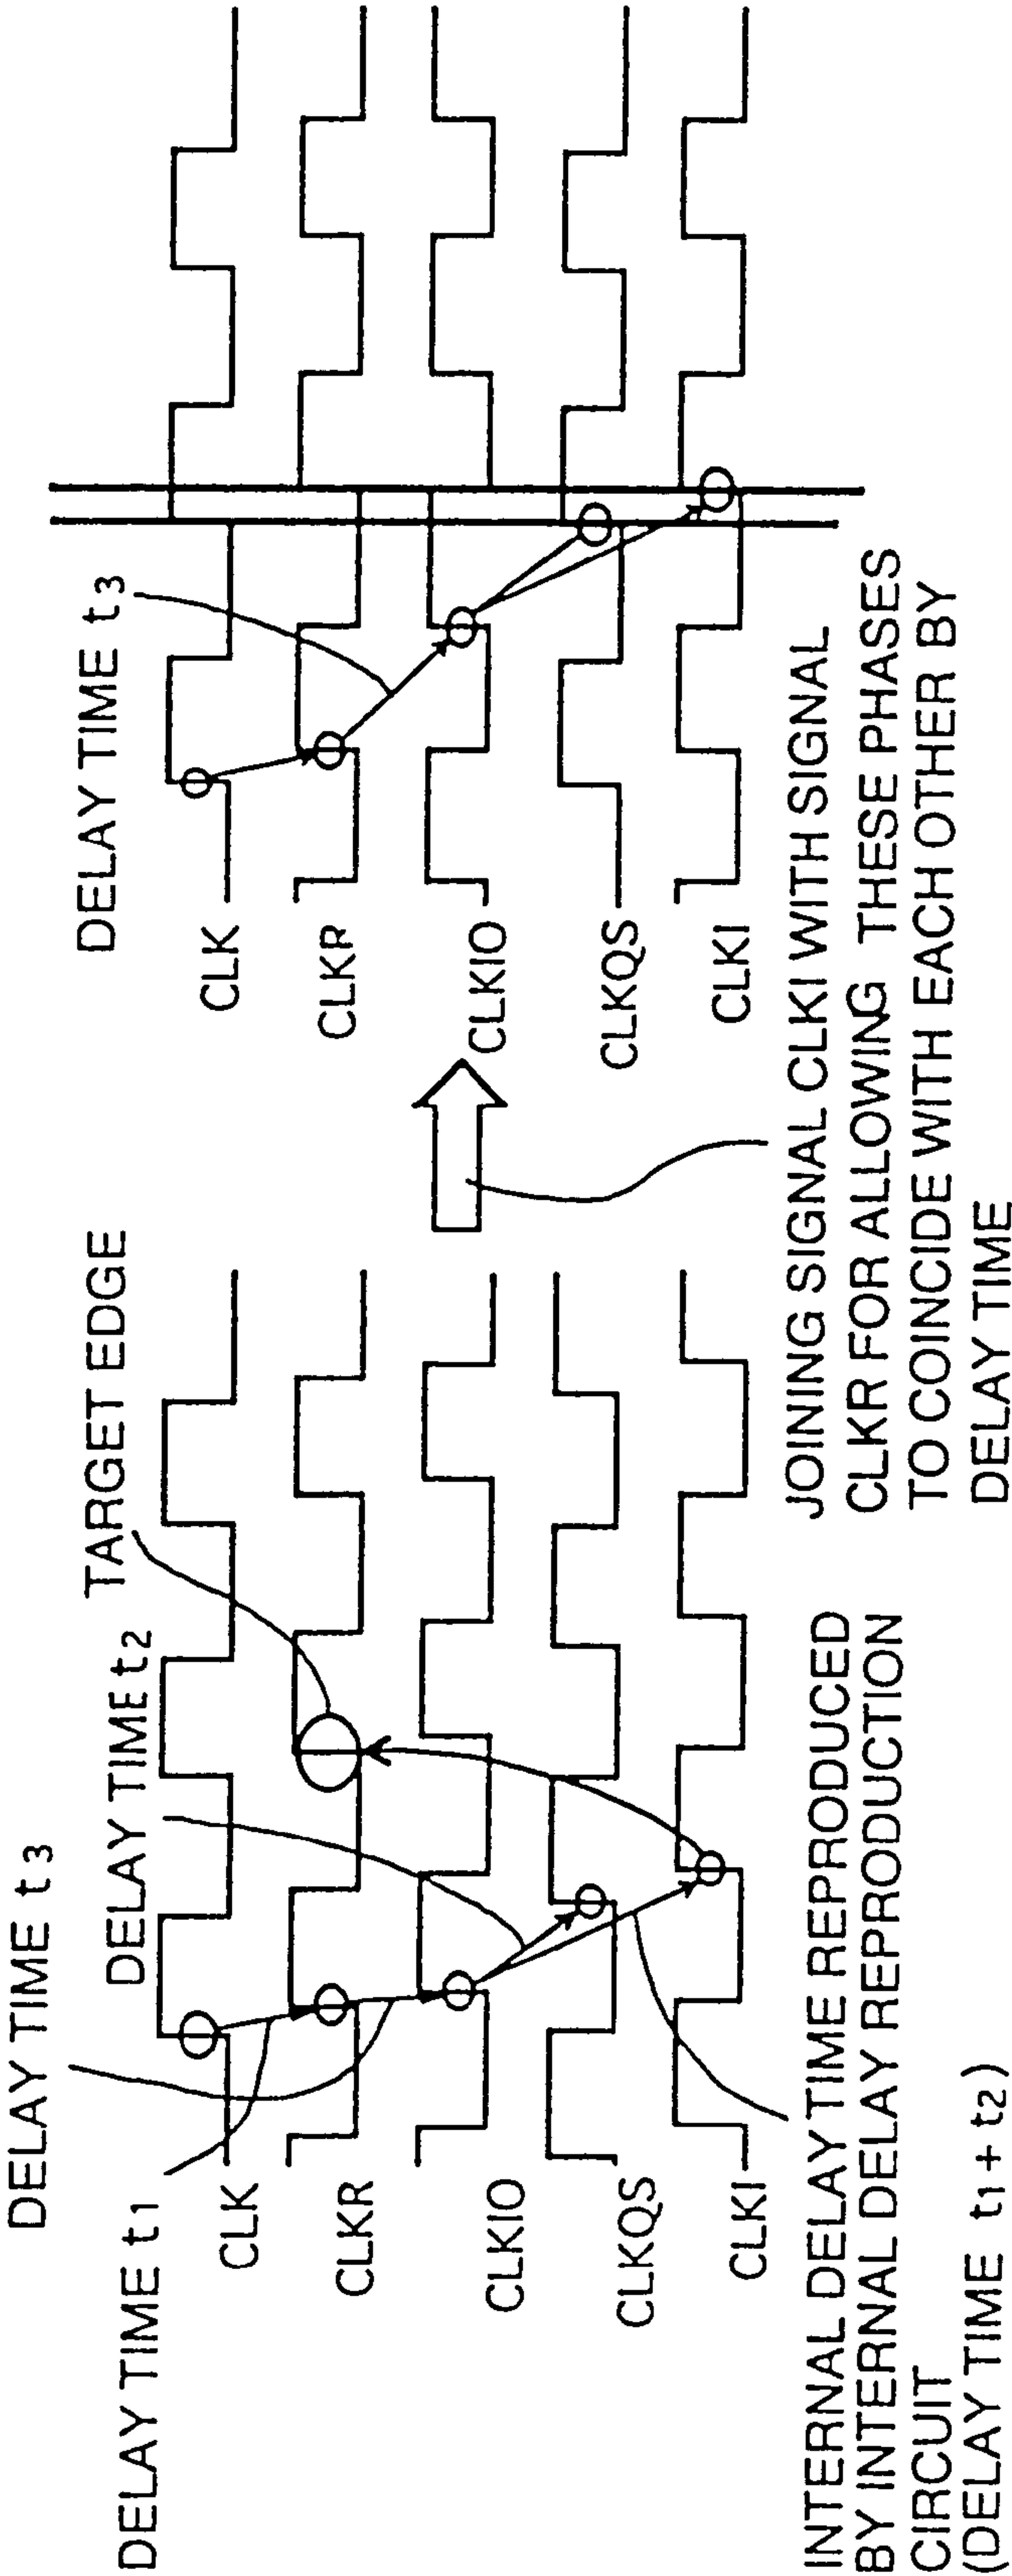 DELAY TIME t3
DELAY TIME t1
DELAY TIME t2
TARGET EDGE
CLK
CLKR
CLKIO
CLKQS
CLKI
INTERNAL DELAY TIME REPRODUCED
BY INTERNAL DELAY REPRODUCTION
CIRCUIT
(DELAY TIME t1 + t2)
DELAY TIME t3
CLK
CLKR
CLKIO
CLKQS
CLKI
JOINING SIGNAL CLKI WITH SIGNAL
CLKR FOR ALLOWING THESE PHASES
TO COINCIDE WITH EACH OTHER BY
DELAY TIME